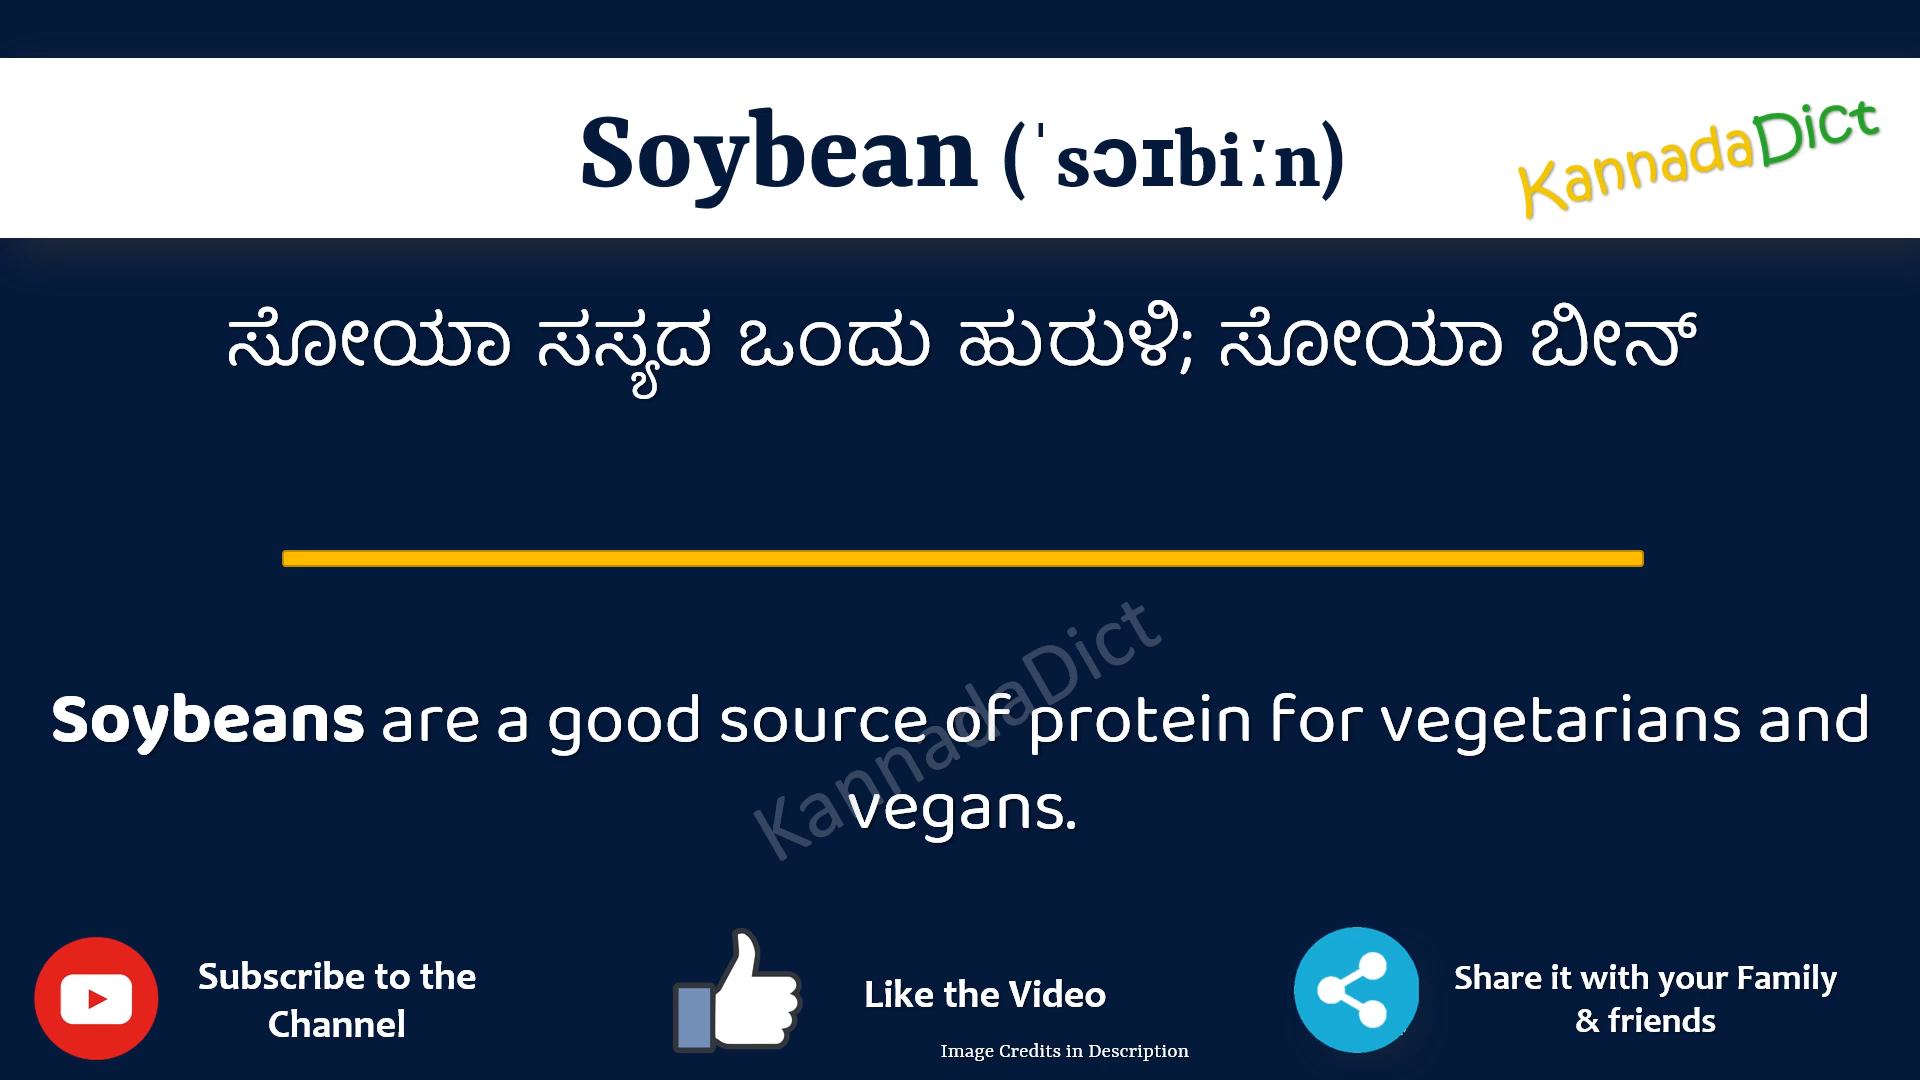 Soybean (ˈsɔɪbiːn)
KannadaDict
ಸೋಯಾ ಸಸ್ಯದ ಒಂದು ಹುರುಳಿ; ಸೋಯಾ ಬೀನ್
KannadaDict
Soybeans are a good source of protein for vegetarians and
vegans.
Subscribe to the
Channel
Like the Video
Share it with your Family
& friends
Image Credits in Description